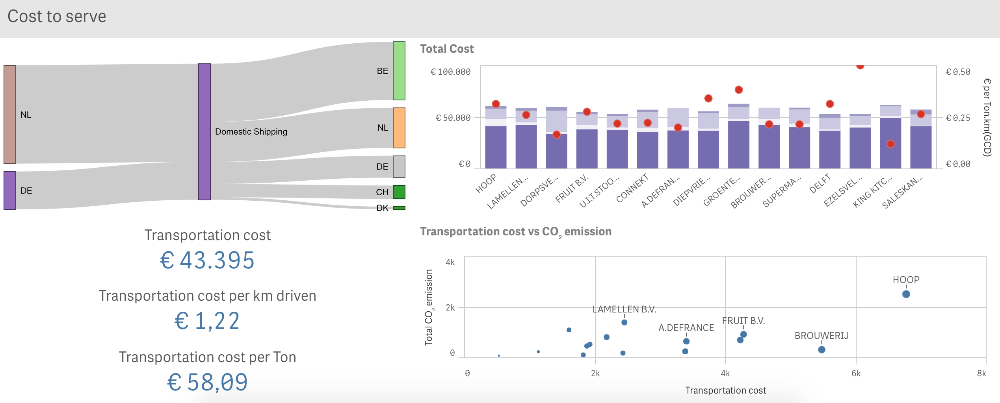 Cost to serve
NL
DE
Domestic Shipping
BE
NL
DE
CH
DK
Transportation cost
€ 43.395
Transportation cost per km driven
€ 1,22
Transportation cost per Ton
€ 58,09
Total Cost
€ 100.000
€ 50.000
€ 0
€ 0,50
€ 0,25
€ 0,00
€ per Ton.km(GCD)
HOOP
LAMELLEN...
DORPSVE...
FRUIT B.V.
U.I.T.STOO...
CONNEKT
A.DEFRAN...
DIEPVRIE...
GROENTE...
BROUWER...
SUPERMA...
DELFT
EZELSVEL...
KING KITC...
SALESKAN...
Transportation cost vs CO₂ emission
Total CO₂ emission
4k
2k
0
HOOP
LAMELLEN B.V.
FRUIT B.V.
A.DEFRANCE
BROUWERIJ
0
2k
4k
6k
8k
Transportation cost